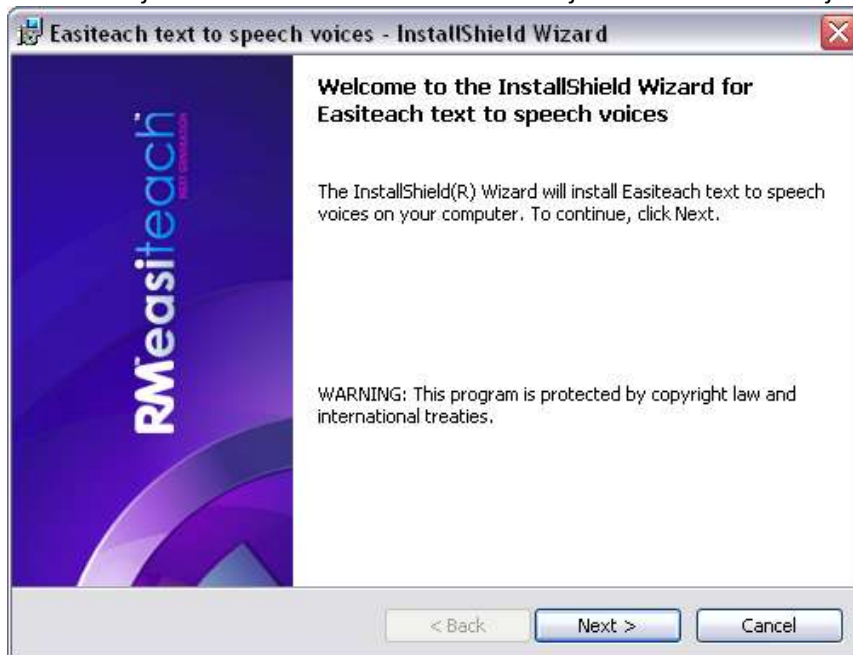 Easiteach text to speech voices - InstallShield Wizard
Welcome to the InstallShield Wizard for
Easiteach text to speech voices
The InstallShield(R) Wizard will install Easiteach text to speech
voices on your computer. To continue, click Next.
WARNING: This program is protected by copyright law and
international treaties.
RM easiteach
NEXT GENERATION
< Back
Next >
Cancel